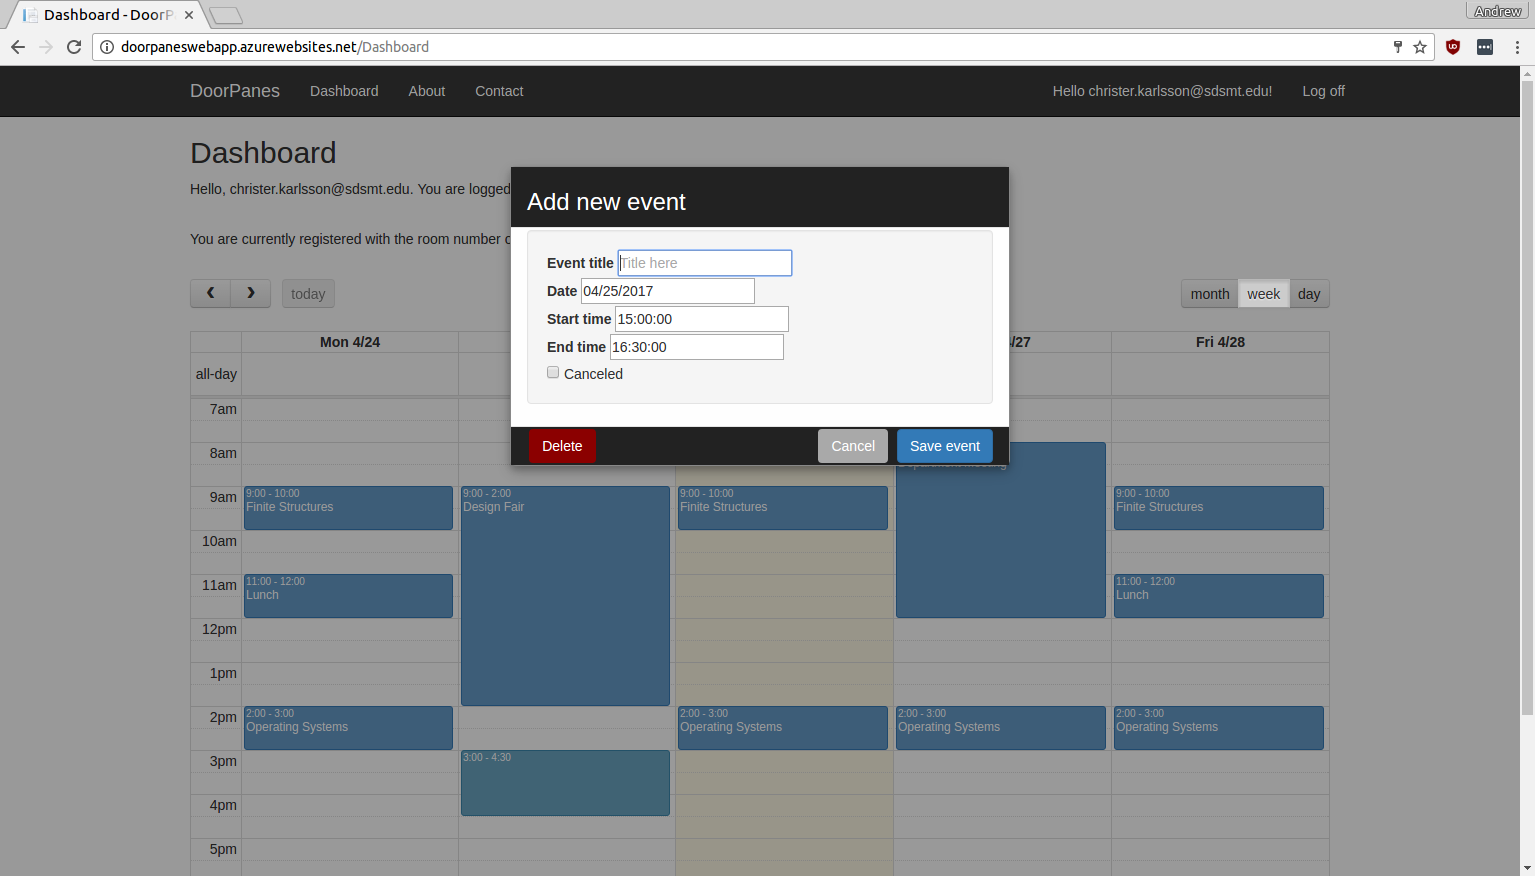 Dashboard - DoorP
Andrew
doorpaneswebapp.azurewebsites.net/Dashboard
DoorPanes Dashboard About Contact Hello christer.karlsson@sdsmt.edu! Log off
Dashboard
Hello, christer.karlsson@sdsmt.edu. You are logged
You are currently registered with the room number
Add new event
Event title Title here
Date 04/25/2017
Start time 15:00:00
End time 16:30:00
Canceled
Delete Cancel Save event
today month week day
Mon 4/24 /27 Fri 4/28
all-day
7am
8am
9am
10am
11am
12pm
1pm
2pm
3pm
4pm
5pm
9:00 - 10:00
Finite Structures
11:00 - 12:00
Lunch
2:00 - 3:00
Operating Systems
9:00 - 2:00
Design Fair
3:00 - 4:30
9:00 - 10:00
Finite Structures
2:00 - 3:00
Operating Systems
2:00 - 3:00
Operating Systems
9:00 - 10:00
Finite Structures
11:00 - 12:00
Lunch
2:00 - 3:00
Operating Systems